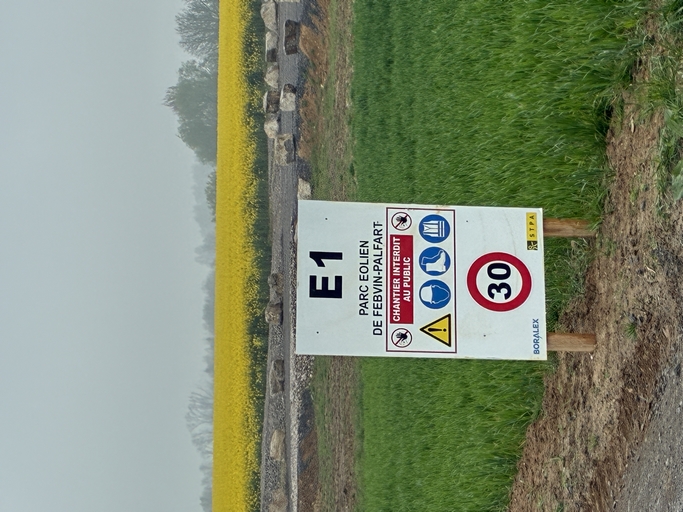 E1
PARC EOLIEN
DE FEBVIN-PALFART
CHANTIER INTERDIT
AU PUBLIC
30
BORALEX
STPA